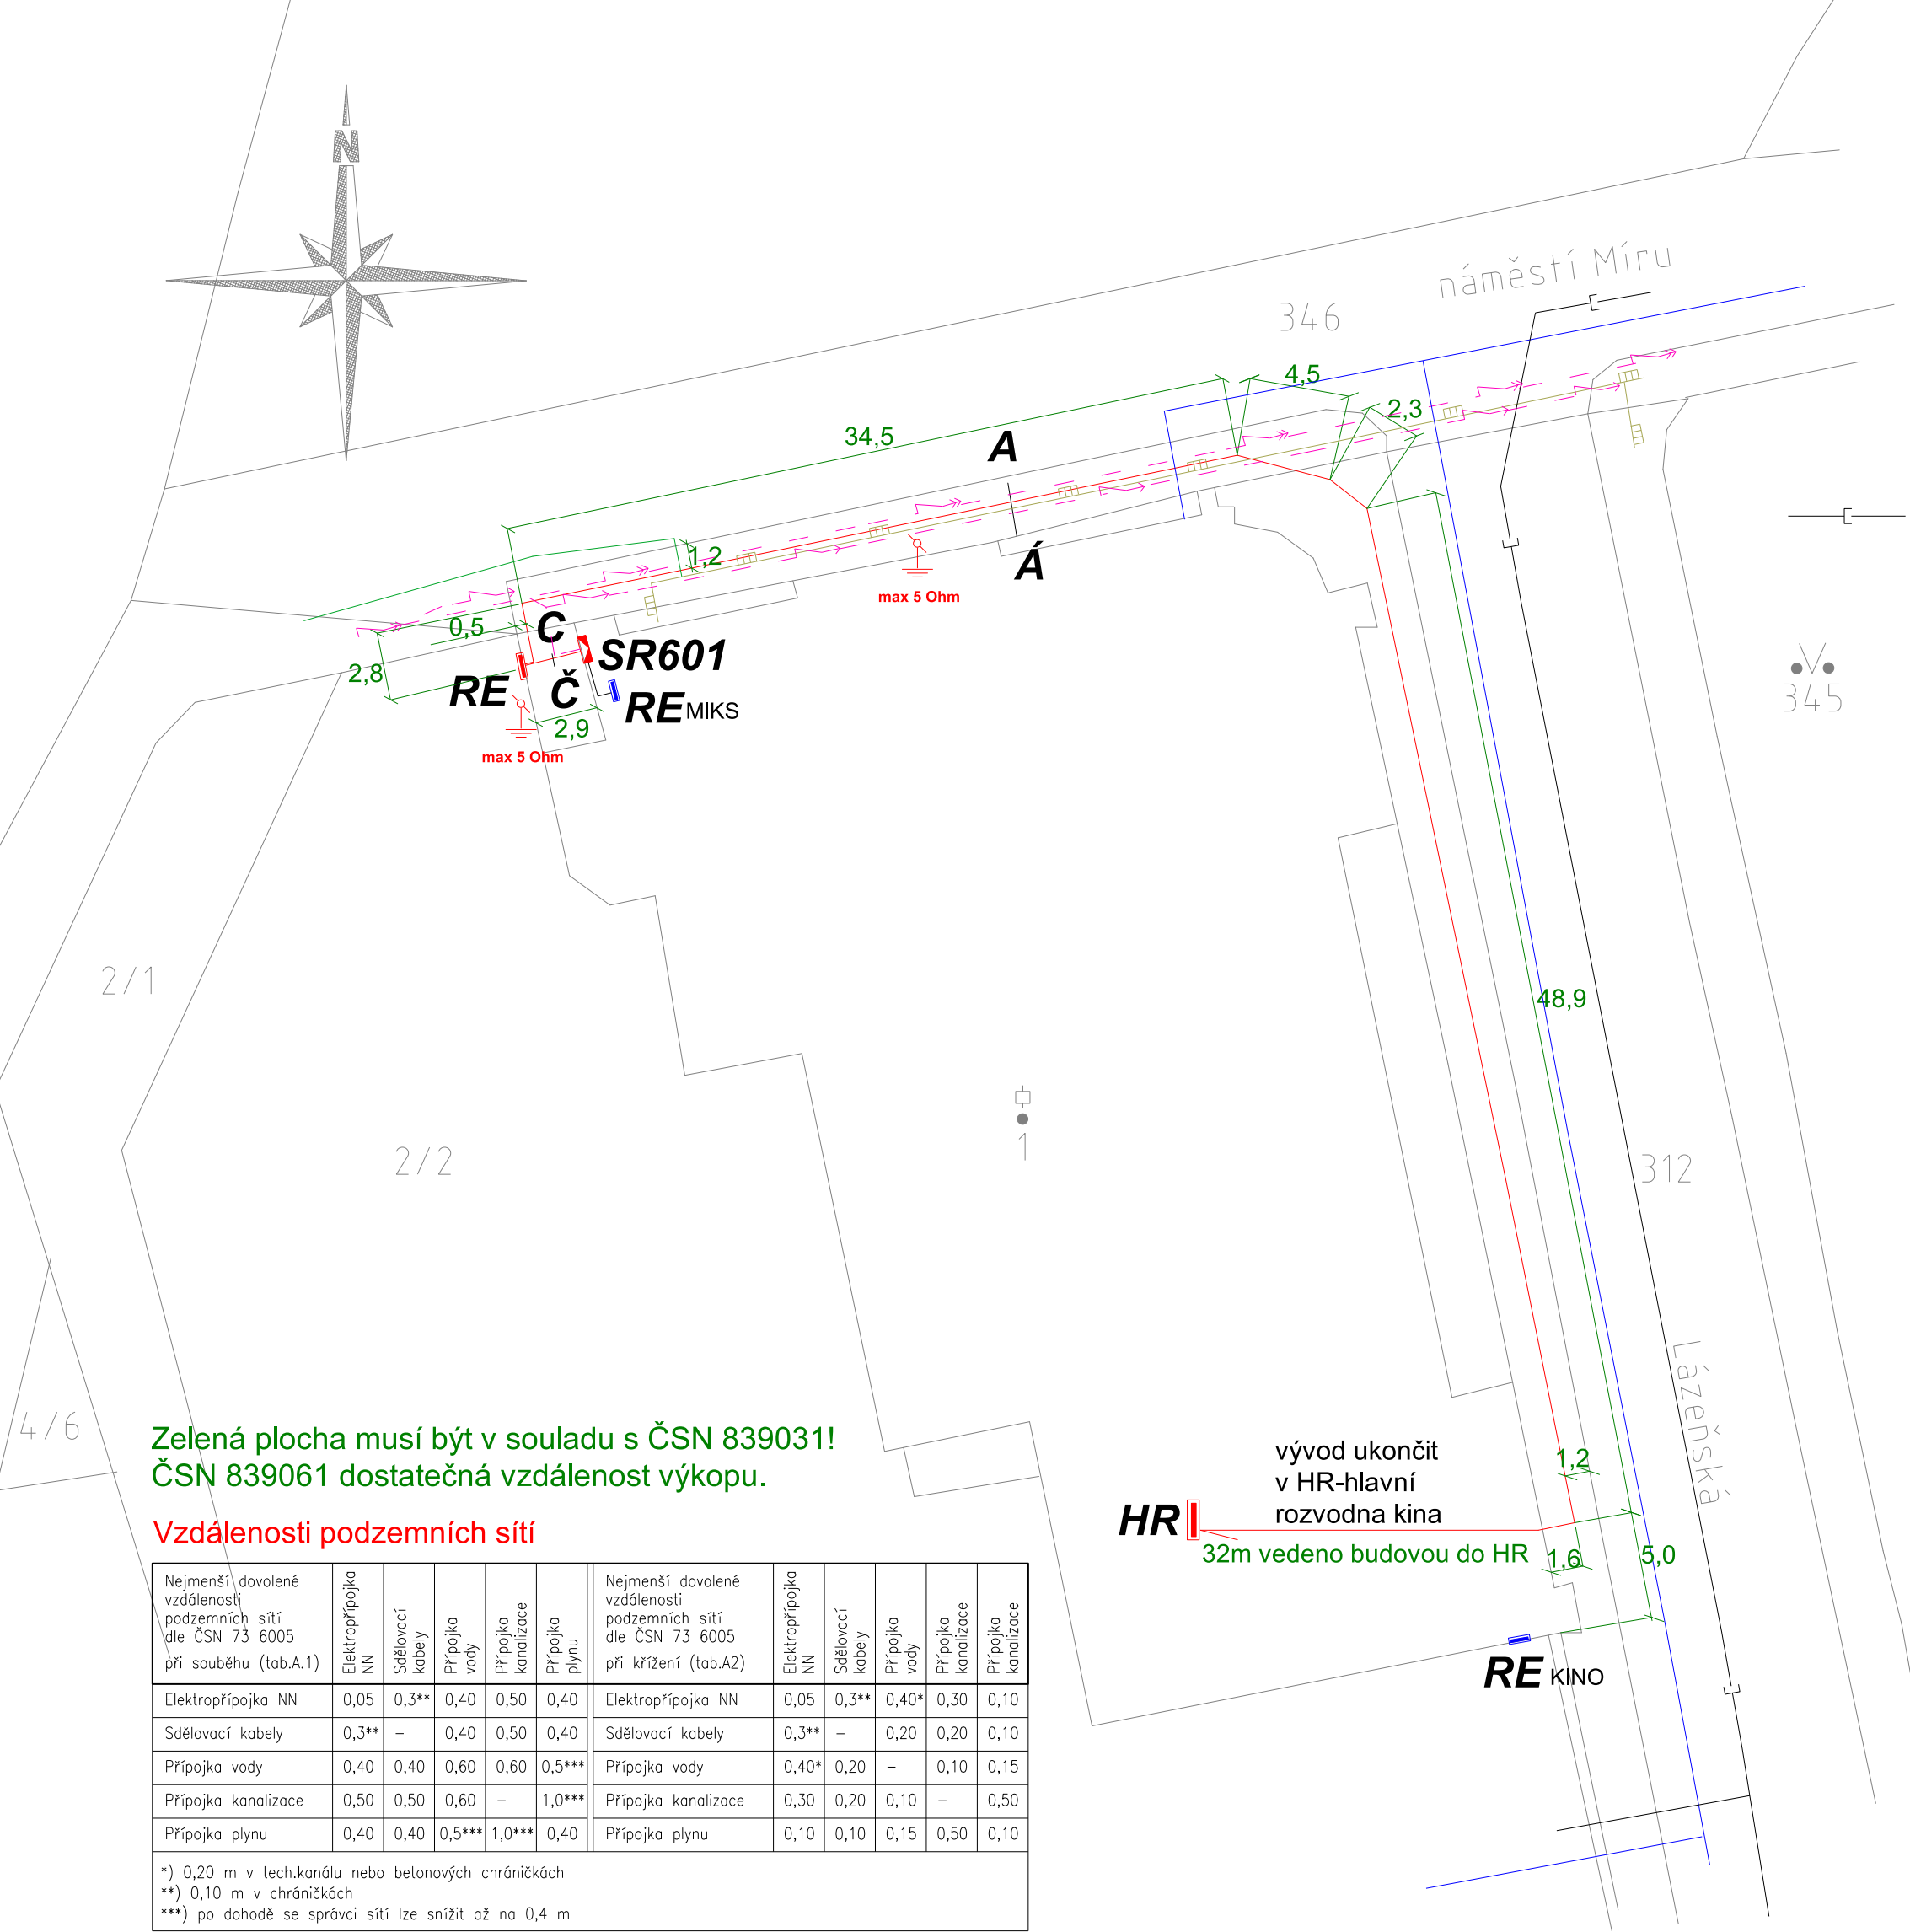 N
náměstí Míru
346
4,5
2,3
34,5
A
Á
1,2
max 5 Ohm
0,5
C
SR601
2,8
RE
Č
RE MIKS
2,9
max 5 Ohm
345
48,9
2/1
2/2
1
312
Lázeňská
4/6
Zelená plocha musí být v souladu s ČSN 839031!
ČSN 839061 dostatečná vzdálenost výkopu.
vývod ukončit
v HR-hlavní
rozvodna kina
1,2
HR
32m vedeno budovou do HR
1,6
5,0
RE KINO
Vzdálenosti podzemních sítí
Nejmenší dovolené
vzdálenosti
podzemních sítí
dle ČSN 73 6005
při souběhu (tab.A.1)
Elektropřípojka
NN
Sdělovací
kabely
Přípojka
vody
Přípojka
kanalizace
Přípojka
plynu
Nejmenší dovolené
vzdálenosti
podzemních sítí
dle ČSN 73 6005
při křížení (tab.A2)
Elektropřípojka
NN
Sdělovací
kabely
Přípojka
vody
Přípojka
kanalizace
Přípojka
kanalizace
Elektropřípojka NN 0,05 0,3** 0,40 0,50 0,40 Elektropřípojka NN 0,05 0,3** 0,40* 0,30 0,10
Sdělovací kabely 0,3** – 0,40 0,50 0,40 Sdělovací kabely 0,3** – 0,20 0,20 0,10
Přípojka vody 0,40 0,40 0,60 0,60 0,5*** Přípojka vody 0,40* 0,20 – 0,10 0,15
Přípojka kanalizace 0,50 0,50 0,60 – 1,0*** Přípojka kanalizace 0,30 0,20 0,10 – 0,50
Přípojka plynu 0,40 0,40 0,5*** 1,0*** 0,40 Přípojka plynu 0,10 0,10 0,15 0,50 0,10
*) 0,20 m v tech.kanálu nebo betonových chráničkách
**) 0,10 m v chráničkách
***) po dohodě se správci sítí lze snížit až na 0,4 m